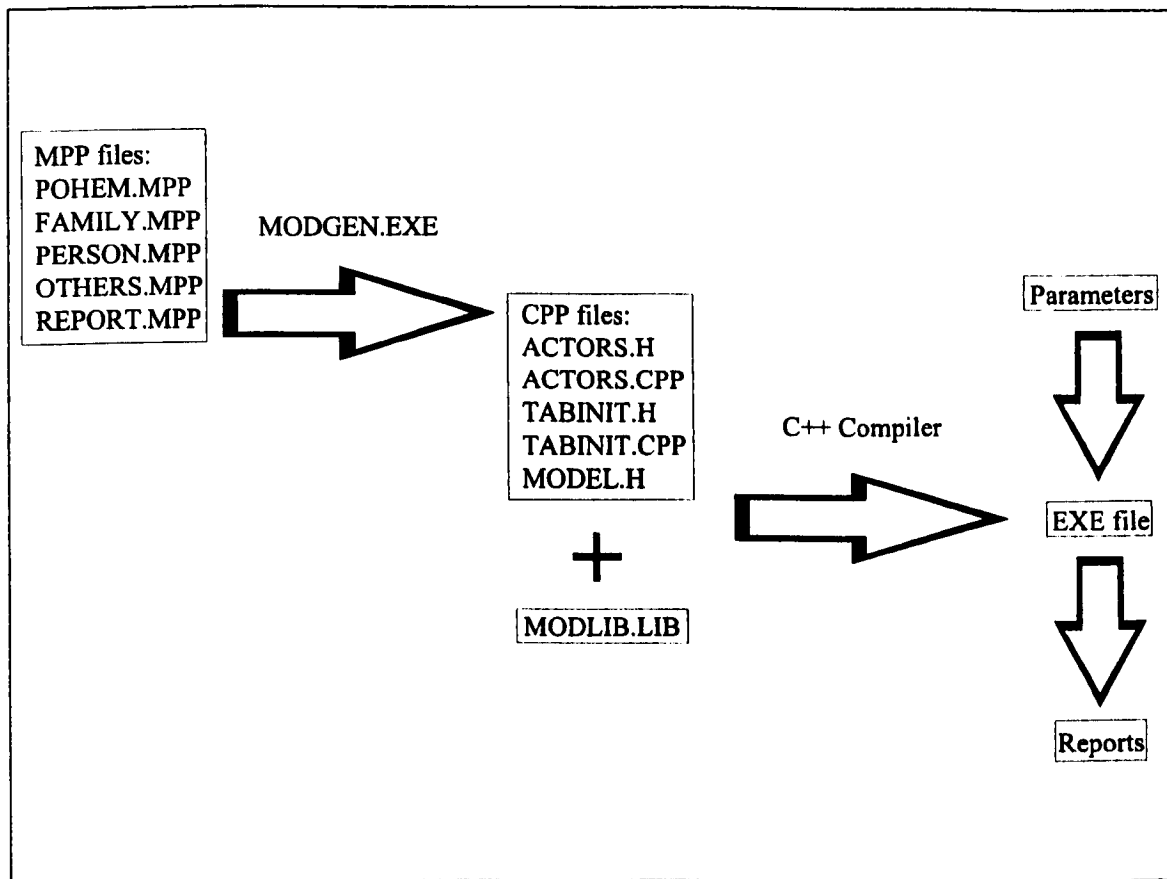 MPP files:
POHEM.MPP
FAMILY.MPP
PERSON.MPP
OTHERS.MPP
REPORT.MPP
MODGEN.EXE
CPP files:
ACTORS.H
ACTORS.CPP
TABINIT.H
TABINIT.CPP
MODEL.H
+
MODLIB.LIB
C++ Compiler
Parameters
EXE file
Reports